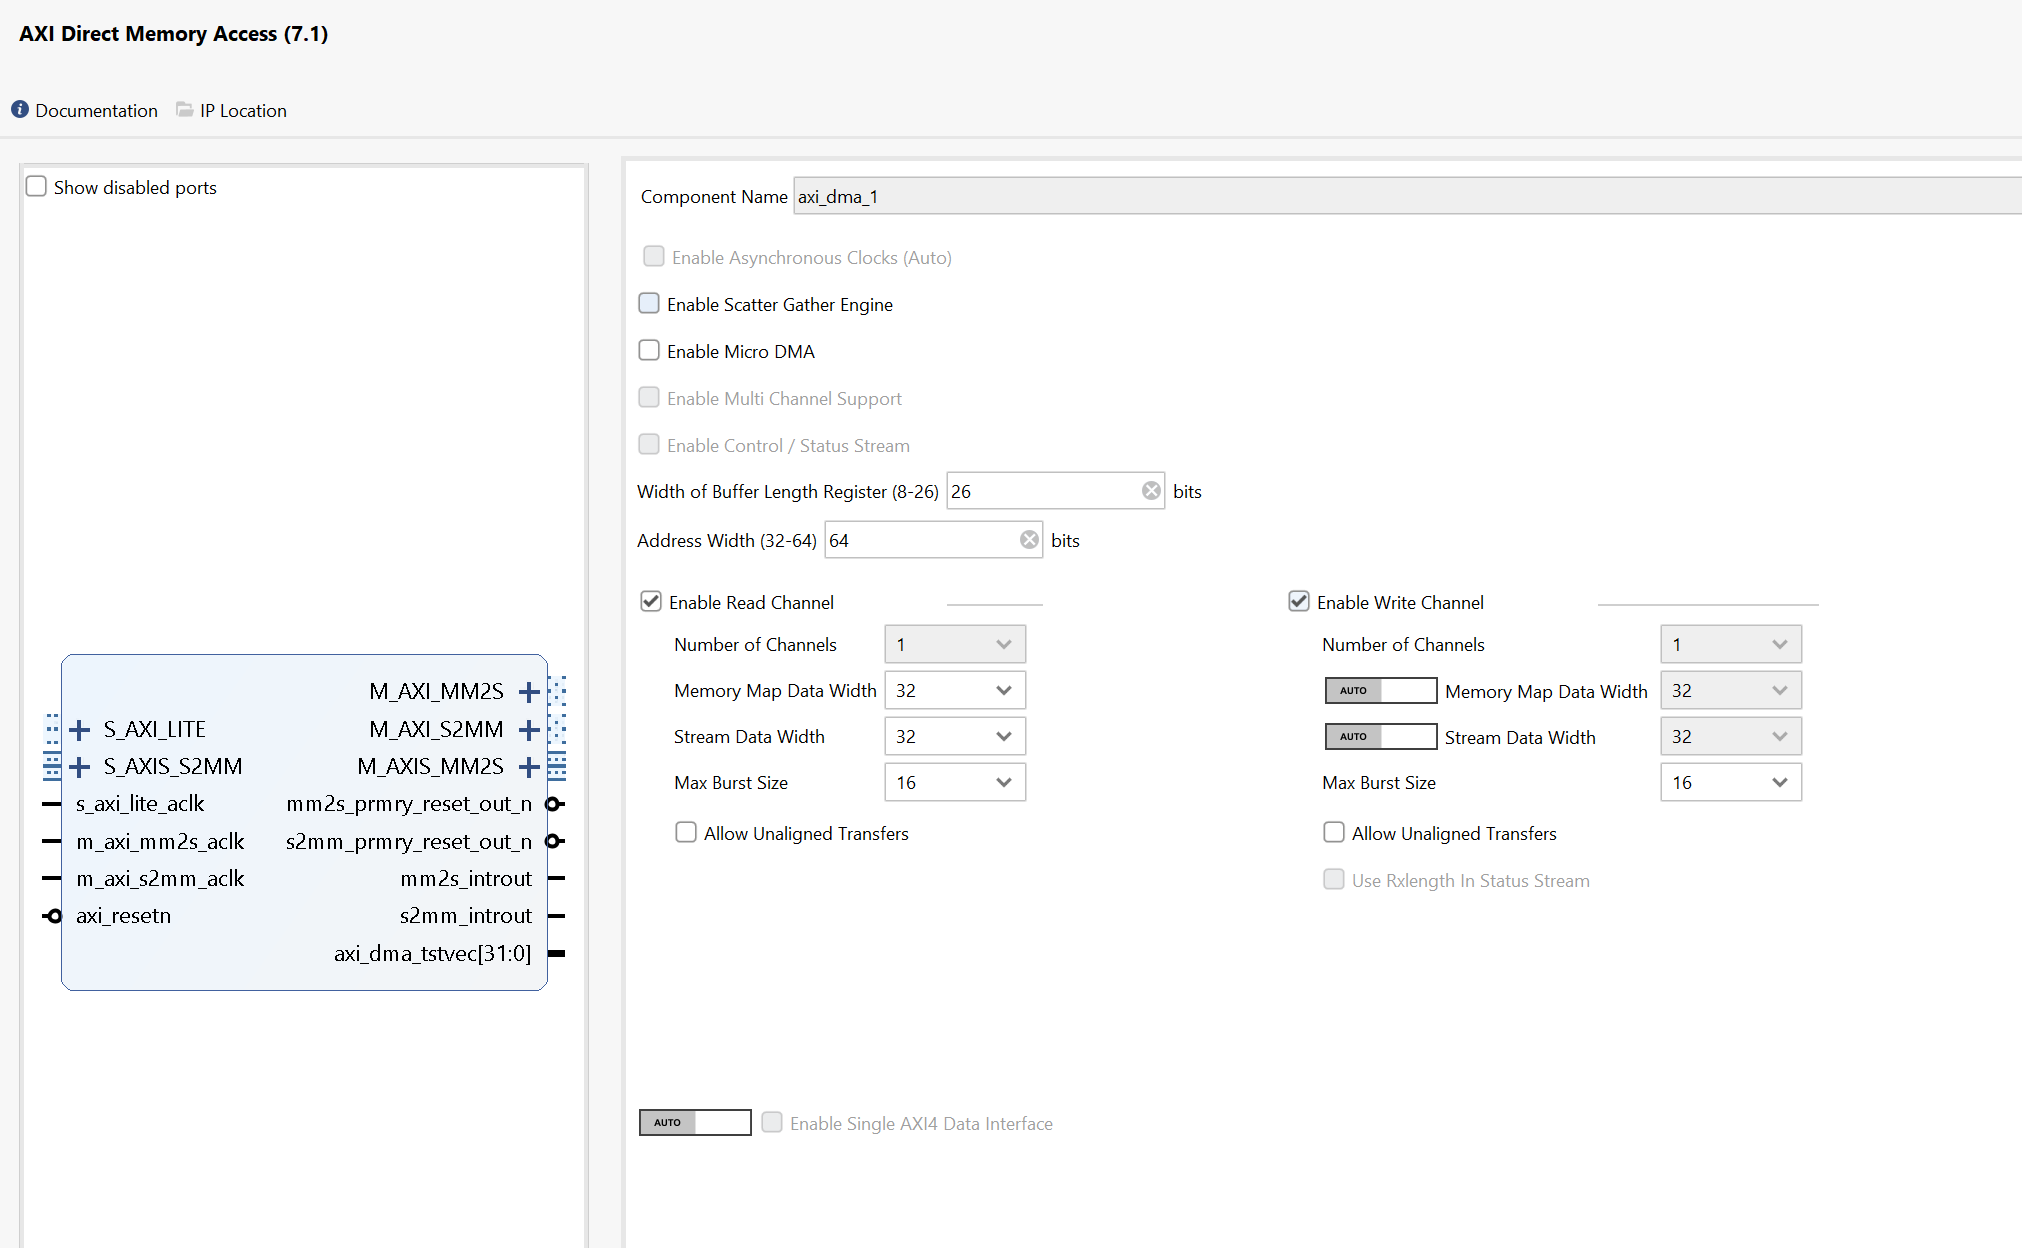 AXI Direct Memory Access (7.1)
Documentation IP Location
Show disabled ports
M_AXI_MM2S
S_AXI_LITE M_AXI_S2MM
S_AXIS_S2MM M_AXIS_MM2S
s_axi_lite_aclk mm2s_prmry_reset_out_n
m_axi_mm2s_aclk s2mm_prmry_reset_out_n
m_axi_s2mm_aclk mm2s_introut
axi_resetn s2mm_introut
axi_dma_tstvec[31:0]
Component Name axi_dma_1
Enable Asynchronous Clocks (Auto)
Enable Scatter Gather Engine
Enable Micro DMA
Enable Multi Channel Support
Enable Control / Status Stream
Width of Buffer Length Register (8-26) 26 bits
Address Width (32-64) 64 bits
Enable Read Channel
Number of Channels 1
Memory Map Data Width 32
Stream Data Width 32
Max Burst Size 16
Allow Unaligned Transfers
Enable Write Channel
Number of Channels 1
AUTO Memory Map Data Width 32
AUTO Stream Data Width 32
Max Burst Size 16
Allow Unaligned Transfers
Use Rxlength In Status Stream
AUTO Enable Single AXI4 Data Interface